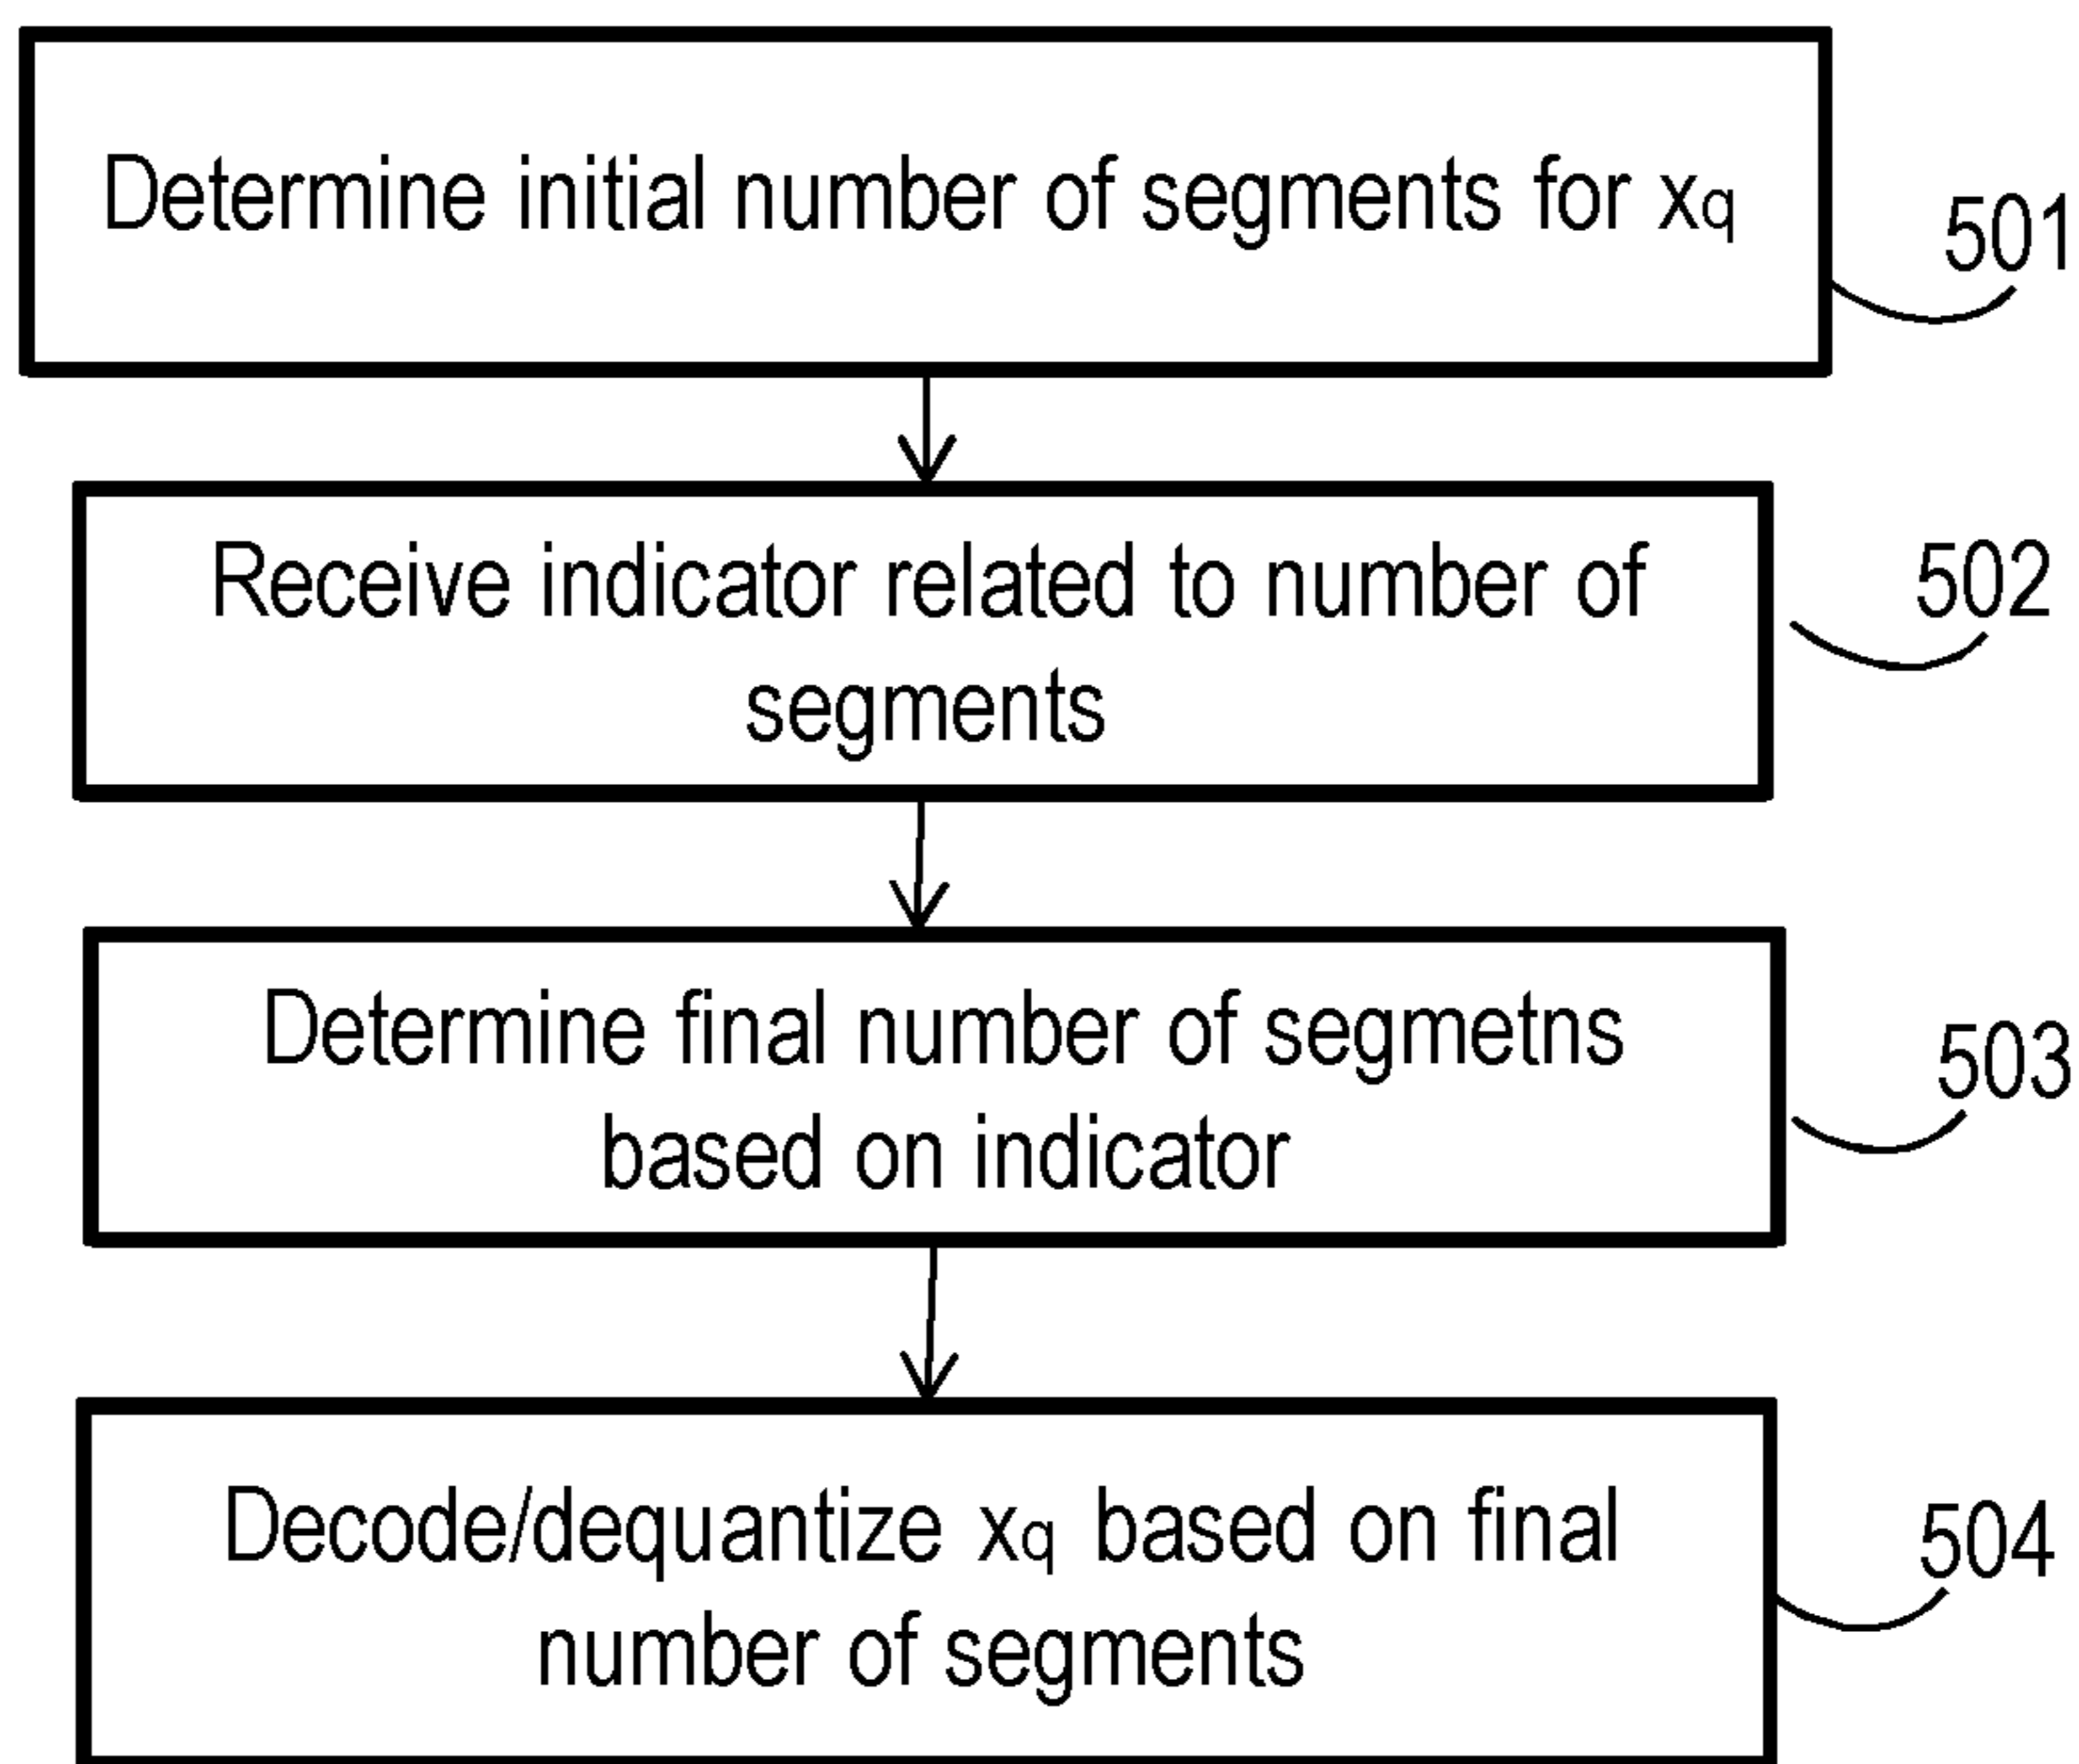 Determine initial number of segments for xq
501
Receive indicator related to number of
segments
502
Determine final number of segmetns
based on indicator
503
Decode/dequantize xq based on final
number of segments
504